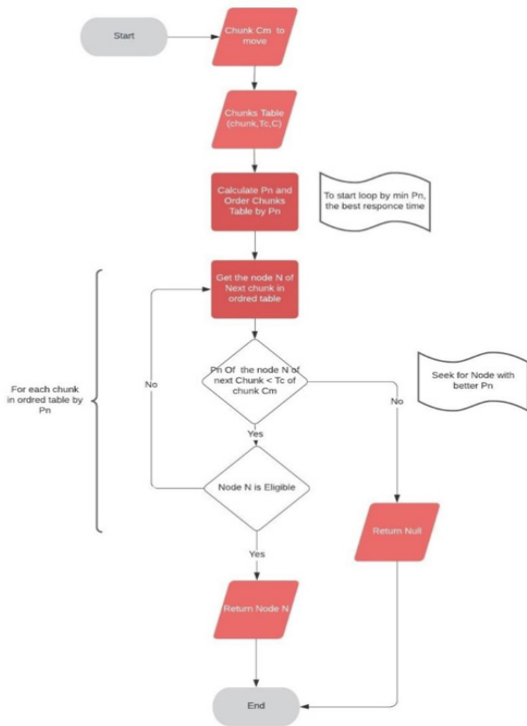 Start
Chunk Cm to
move
Chunks Table
(chunk,Tc,C)
Calculate Pn and
Order Chunks
Table by Pn
To start loop by min Pn,
the best responce time
Get the node N of
Next chunk in
ordred table
For each chunk
in ordred table by
Pn
No
Pn Of the node N of
next Chunk < Tc of
chunk Cm
Seek for Node with
better Pn
No
Yes
Node N is Eligible
Yes
Return Null
Return Node N
End